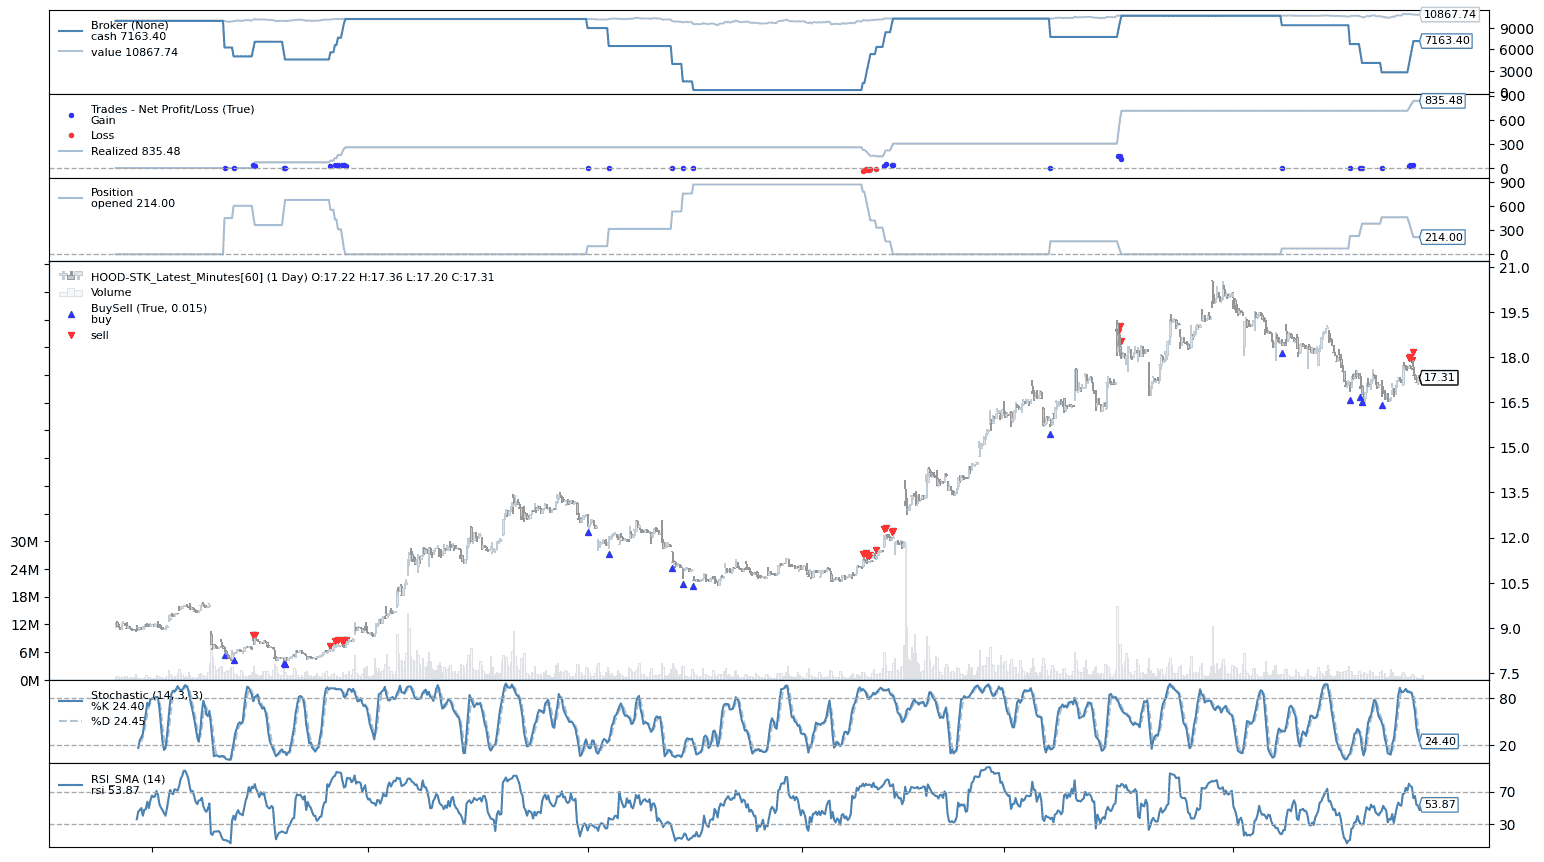 Broker (None)
cash 7163.40
value 10867.74
10867.74
9000
7163.40
6000
3000
0
Trades - Net Profit/Loss (True)
Gain
Loss
Realized 835.48
900
835.48
600
300
0
Position
opened 214.00
900
600
300
214.00
0
HOOD-STK_Latest_Minutes[60] (1 Day) O:17.22 H:17.36 L:17.20 C:17.31
Volume
BuySell (True, 0.015)
buy
sell
21.0
19.5
18.0
17.31
16.5
15.0
13.5
12.0
10.5
9.0
7.5
30M
24M
18M
12M
6M
0M
Stochastic (14, 3, 3)
%K 24.40
%D 24.45
80
24.40
20
RSI_SMA (14)
rsi 53.87
70
53.87
30